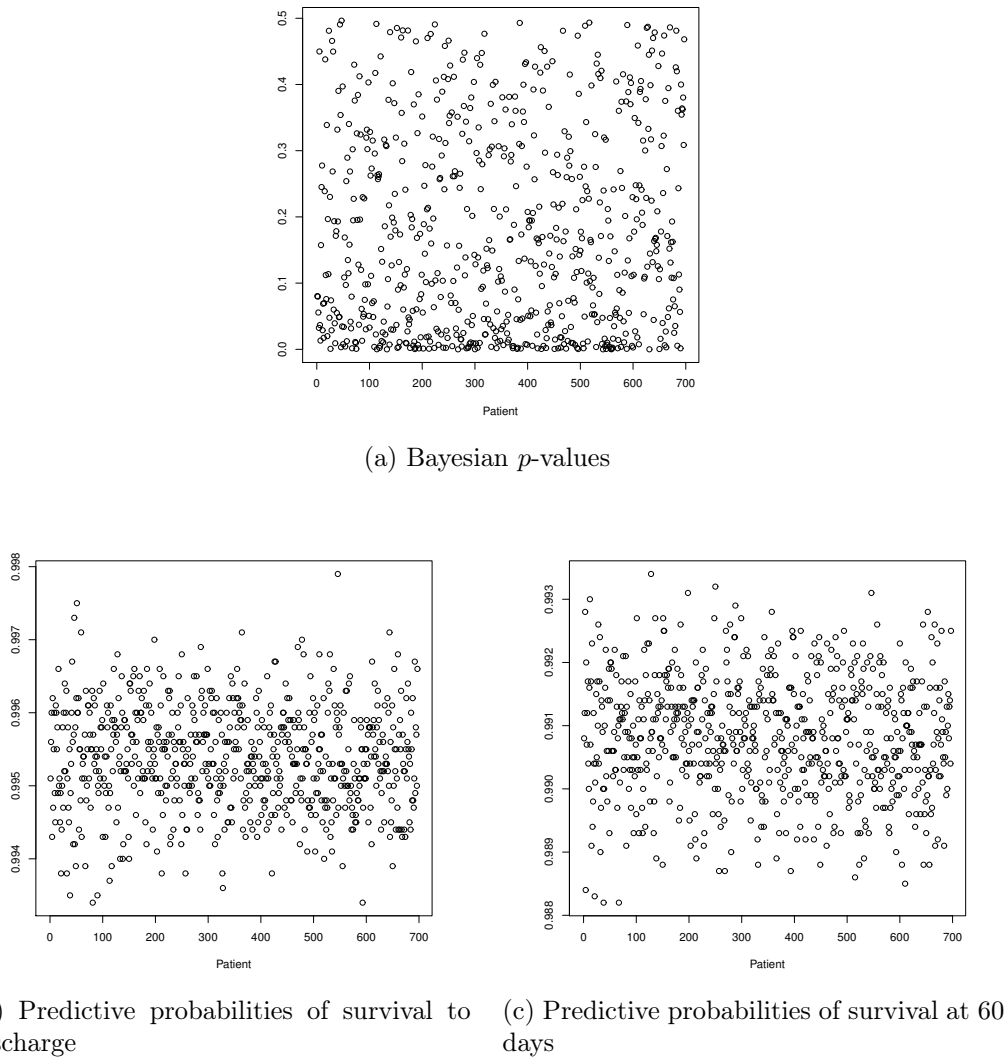 0.5
0.4
0.3
0.2
0.1
0.0
0 100 200 300 400 500 600 700
Patient
(a) Bayesian p-values
0.998
0.997
0.996
0.995
0.994
0 100 200 300 400 500 600 700
Patient
0.993
0.992
0.991
0.990
0.989
0.988
0 100 200 300 400 500 600 700
Patient
) Predictive probabilities of survival to
scharge
(c) Predictive probabilities of survival at 60
days